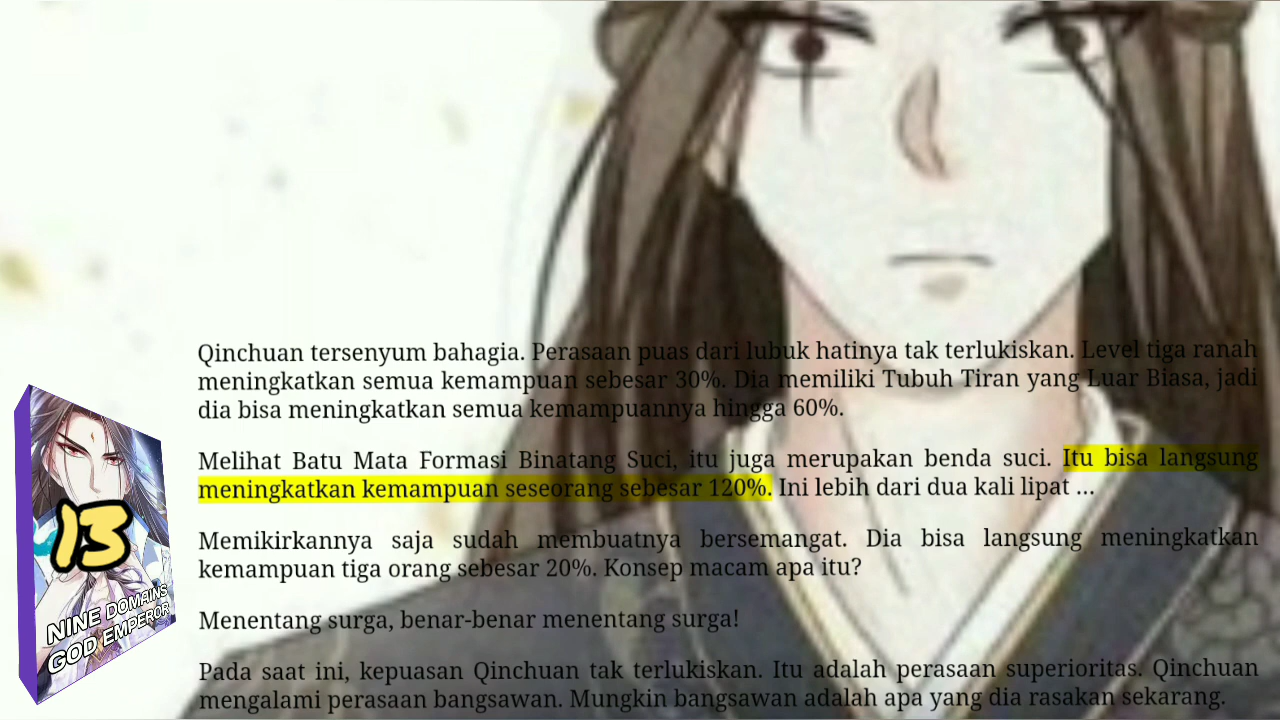 Qinchuan tersenyum bahagia. Perasaan puas dari lubuk hatinya tak terlukiskan. Level tiga ranah
meningkatkan semua kemampuan sebesar 30%. Dia memiliki Tubuh Tiran yang Luar Biasa, jadi
dia bisa meningkatkan semua kemampuannya hingga 60%.
Melihat Batu Mata Formasi Binatang Suci, itu juga merupakan benda suci. Itu bisa langsung
meningkatkan kemampuan seseorang sebesar 120%. Ini lebih dari dua kali lipat ...
Memikirkannya saja sudah membuatnya bersemangat. Dia bisa langsung meningkatkan
kemampuan tiga orang sebesar 20%. Konsep macam apa itu?
Menentang surga, benar-benar menentang surga!
Pada saat ini, kepuasan Qinchuan tak terlukiskan. Itu adalah perasaan superioritas. Qinchuan
mengalami perasaan bangsawan. Mungkin bangsawan adalah apa yang dia rasakan sekarang.
13
NINE DOMAINS
GOD EMPEROR